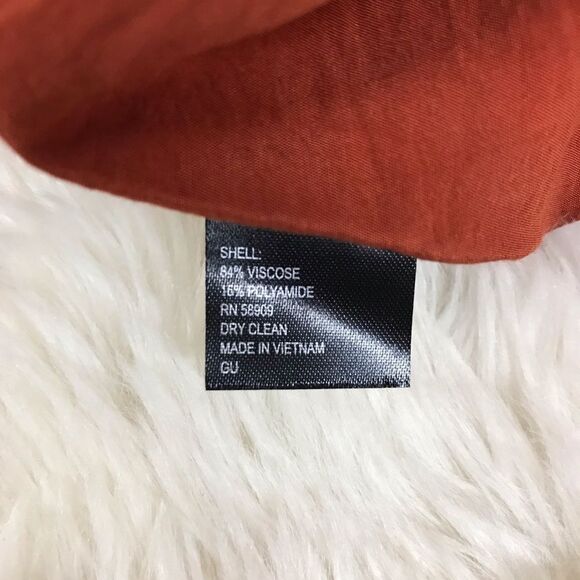 SHELL:
84% VISCOSE
16% POLYAMIDE
RN 58909
DRY CLEAN
MADE IN VIETNAM
GU